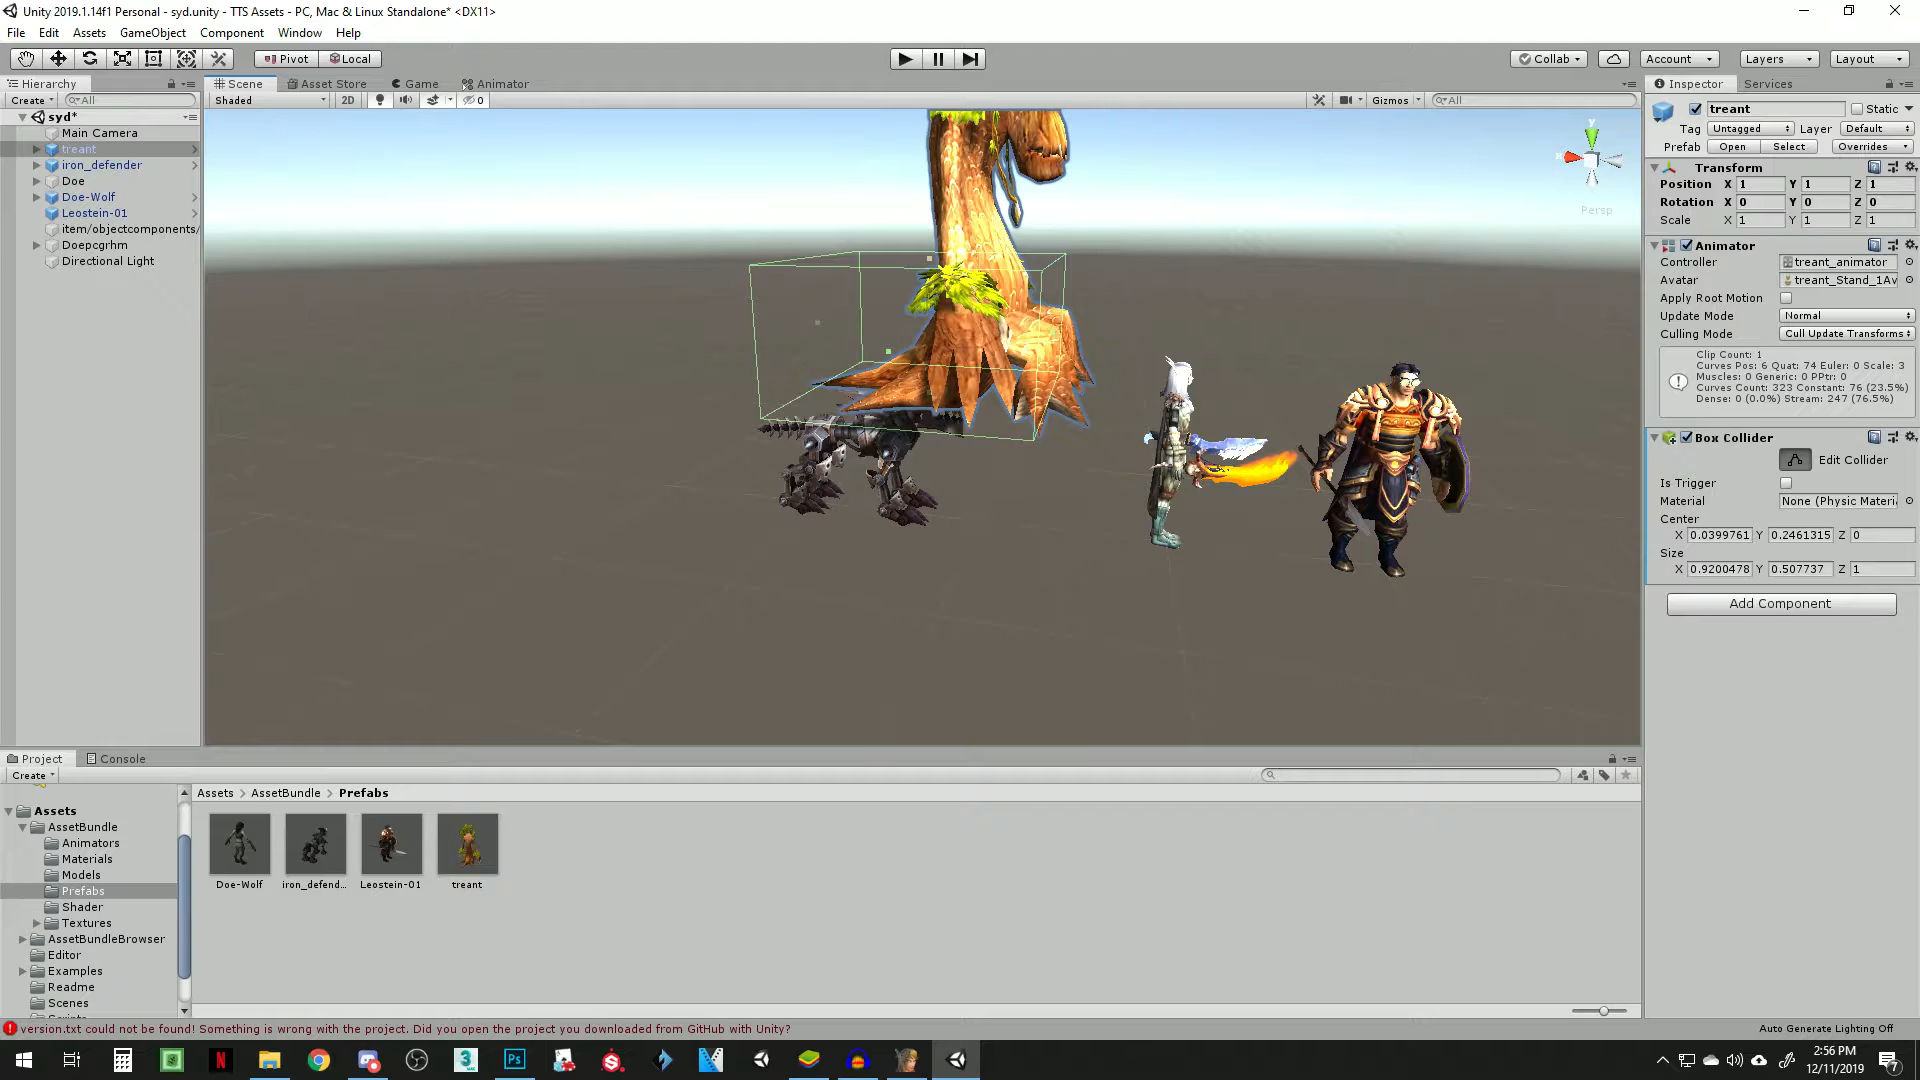 Unity 2019.1.14f1 Personal - syd.unity - TTS Assets - PC, Mac & Linux Standalone* <DX11>
File Edit Assets GameObject Component Window Help
Pivot Local Collab Account Layers Layout
Hierarchy Scene Asset Store Game Animator Inspector Services
Create All Shaded 2D 0 Gizmos All
syd*
Main Camera
treant
iron_defender
Doe
Doe-Wolf
Leostein-01
item/objectcomponents/
Doepcgrhm
Directional Light
y
Persp
treant Static
Tag Untagged Layer Default
Prefab Open Select Overrides
Transform
Position X 1 Y 1 Z 1
Rotation X 0 Y 0 Z 0
Scale X 1 Y 1 Z 1
Animator
Controller treant_animator
Avatar treant_Stand_1Av
Apply Root Motion
Update Mode Normal
Culling Mode Cull Update Transforms
Clip Count: 1
Curves Pos: 6 Quat: 74 Euler: 0 Scale: 3
Muscles: 0 Generic: 0 PPtr: 0
Curves Count: 323 Constant: 76 (23.5%)
Dense: 0 (0.0%) Stream: 247 (76.5%)
Box Collider
Edit Collider
Is Trigger
Material None (Physic Materi
Center
X 0.0399761 Y 0.2461315 Z 0
Size
X 0.9200478 Y 0.507737 Z 1
Add Component
Project Console
Create
Assets
AssetBundle
Animators
Materials
Models
Prefabs
Shader
Textures
AssetBundleBrowser
Editor
Examples
Readme
Scenes
Assets > AssetBundle > Prefabs
Doe-Wolf iron_defend... Leostein-01 treant
version.txt could not be found! Something is wrong with the project. Did you open the project you downloaded from GitHub with Unity?
Auto Generate Lighting Off
N 3 Ps
2:56 PM
12/11/2019
7